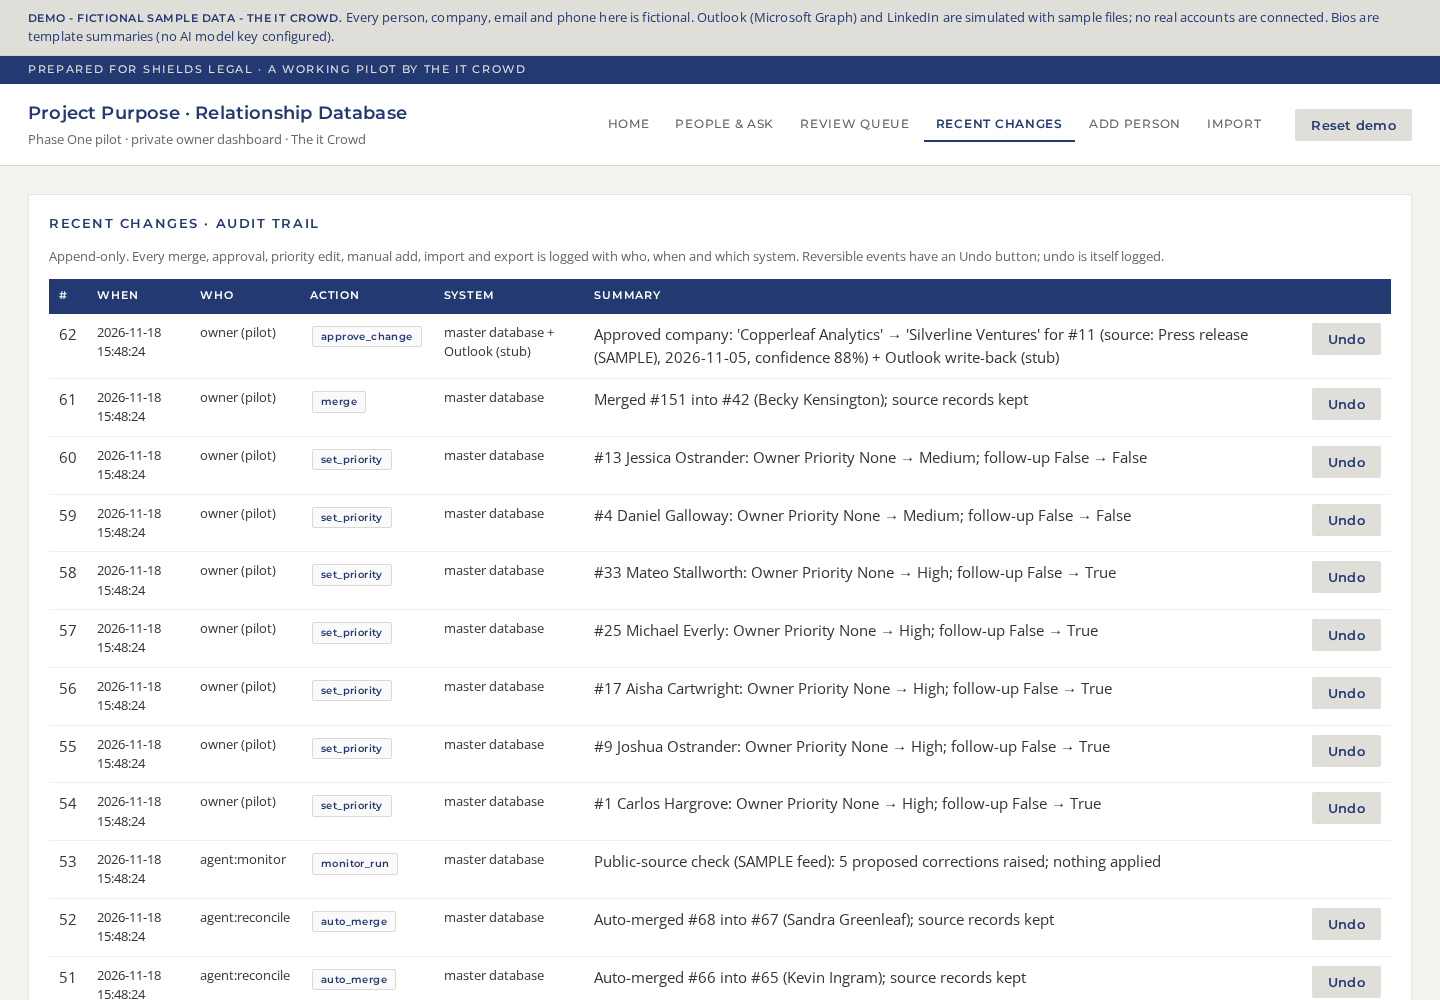 DEMO - FICTIONAL SAMPLE DATA - THE IT CROWD. Every person, company, email and phone here is fictional. Outlook (Microsoft Graph) and LinkedIn are simulated with sample files; no real accounts are connected. Bios are
template summaries (no AI model key configured).
PREPARED FOR SHIELDS LEGAL · A WORKING PILOT BY THE IT CROWD
Project Purpose · Relationship Database
Phase One pilot · private owner dashboard · The it Crowd
HOME PEOPLE & ASK REVIEW QUEUE RECENT CHANGES ADD PERSON IMPORT Reset demo
RECENT CHANGES · AUDIT TRAIL
Append-only. Every merge, approval, priority edit, manual add, import and export is logged with who, when and which system. Reversible events have an Undo button; undo is itself logged.
# WHEN WHO ACTION SYSTEM SUMMARY
62 2026-11-18 owner (pilot) approve_change master database + Approved company: 'Copperleaf Analytics' → 'Silverline Ventures' for #11 (source: Press release Undo
15:48:24 Outlook (stub) (SAMPLE), 2026-11-05, confidence 88%) + Outlook write-back (stub)
61 2026-11-18 owner (pilot) merge master database Merged #151 into #42 (Becky Kensington); source records kept Undo
15:48:24
60 2026-11-18 owner (pilot) set_priority master database #13 Jessica Ostrander: Owner Priority None → Medium; follow-up False → False Undo
15:48:24
59 2026-11-18 owner (pilot) set_priority master database #4 Daniel Galloway: Owner Priority None → Medium; follow-up False → False Undo
15:48:24
58 2026-11-18 owner (pilot) set_priority master database #33 Mateo Stallworth: Owner Priority None → High; follow-up False → True Undo
15:48:24
57 2026-11-18 owner (pilot) set_priority master database #25 Michael Everly: Owner Priority None → High; follow-up False → True Undo
15:48:24
56 2026-11-18 owner (pilot) set_priority master database #17 Aisha Cartwright: Owner Priority None → High; follow-up False → True Undo
15:48:24
55 2026-11-18 owner (pilot) set_priority master database #9 Joshua Ostrander: Owner Priority None → High; follow-up False → True Undo
15:48:24
54 2026-11-18 owner (pilot) set_priority master database #1 Carlos Hargrove: Owner Priority None → High; follow-up False → True Undo
15:48:24
53 2026-11-18 agent:monitor monitor_run master database Public-source check (SAMPLE feed): 5 proposed corrections raised; nothing applied
15:48:24
52 2026-11-18 agent:reconcile auto_merge master database Auto-merged #68 into #67 (Sandra Greenleaf); source records kept Undo
15:48:24
51 2026-11-18 agent:reconcile auto_merge master database Auto-merged #66 into #65 (Kevin Ingram); source records kept Undo
15:48:24